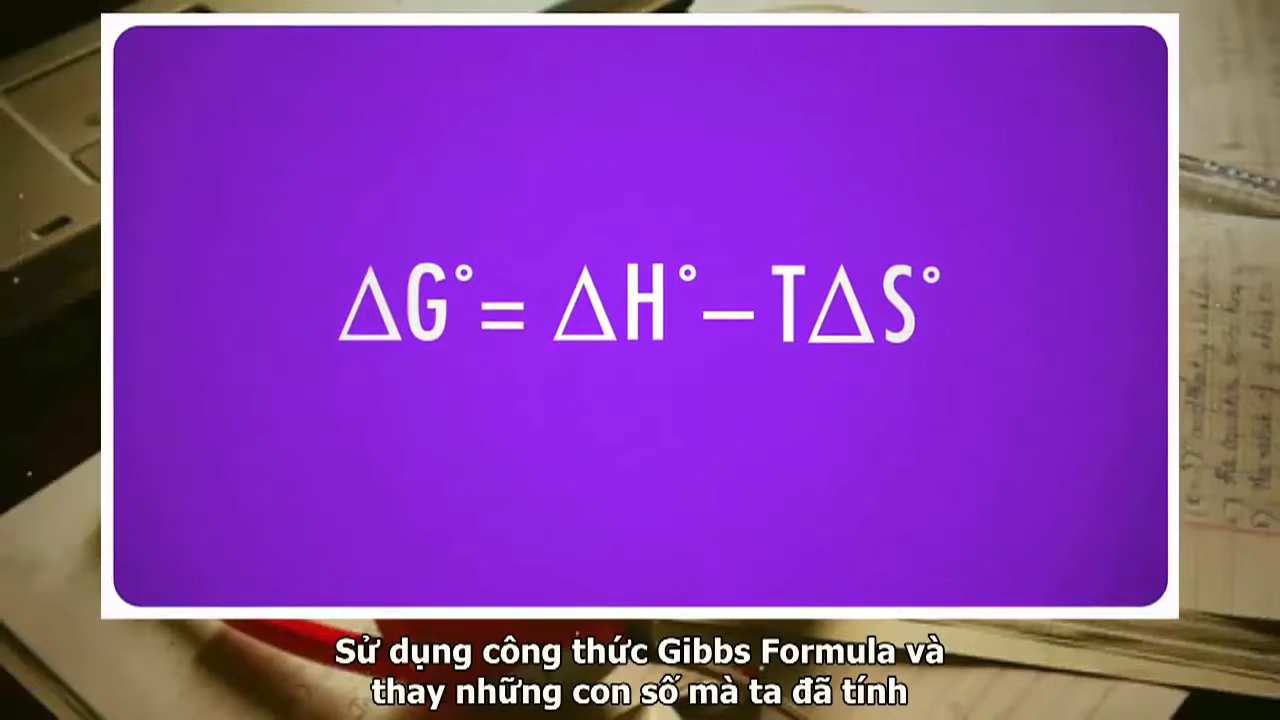 ΔG°= ΔH°–TΔS°
Sử dụng công thức Gibbs Formula và
thay những con số mà ta đã tính